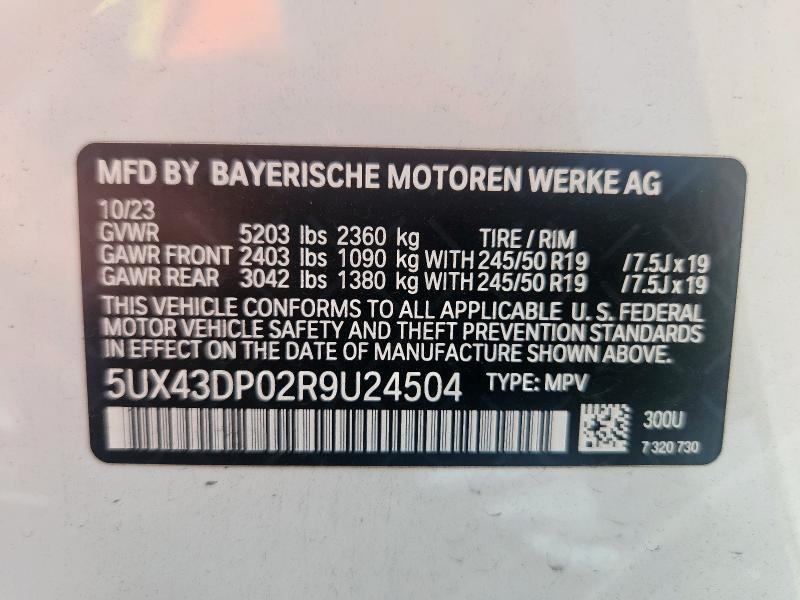 MFD BY BAYERISCHE MOTOREN WERKE AG
10/23
GVWR 5203 lbs 2360 kg TIRE / RIM
GAWR FRONT 2403 lbs 1090 kg WITH 245/50 R19 /7.5J x 19
GAWR REAR 3042 lbs 1380 kg WITH 245/50 R19 /7.5J x 19
THIS VEHICLE CONFORMS TO ALL APPLICABLE U. S. FEDERAL
MOTOR VEHICLE SAFETY AND THEFT PREVENTION STANDARDS
IN EFFECT ON THE DATE OF MANUFACTURE SHOWN ABOVE.
5UX43DP02R9U24504 TYPE: MPV
300U
7 320 730